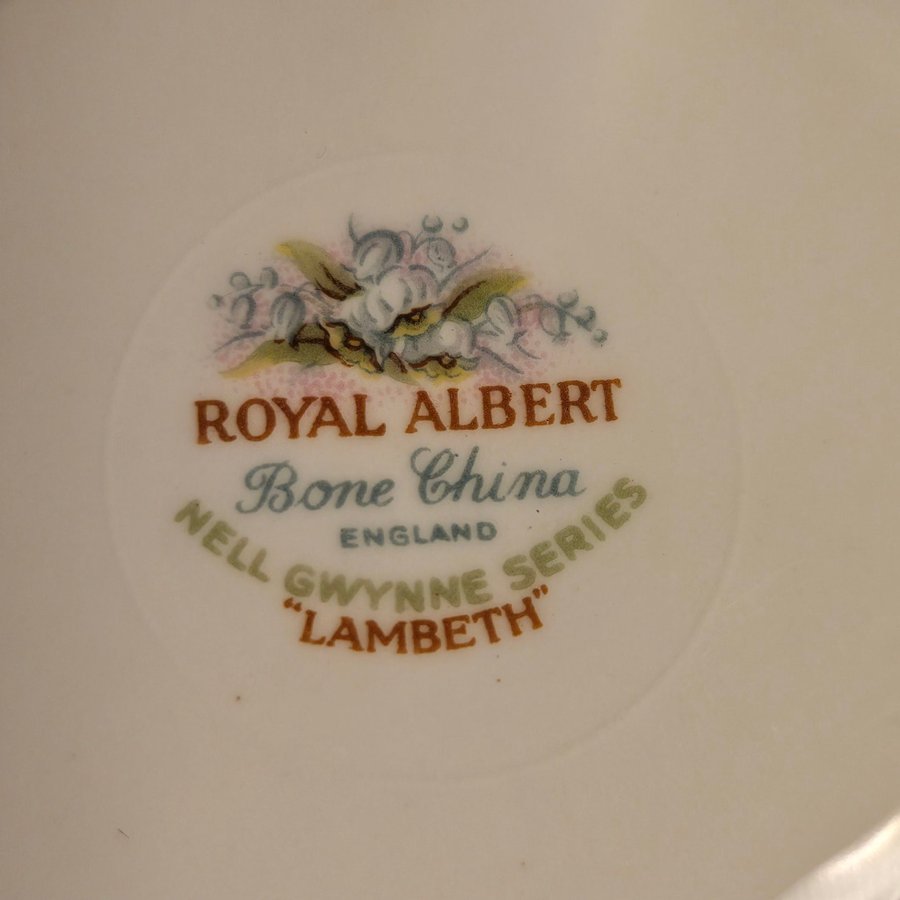 ROYAL ALBERT
Bone China
ENGLAND
NELL GWYNNE SERIES
"LAMBETH"